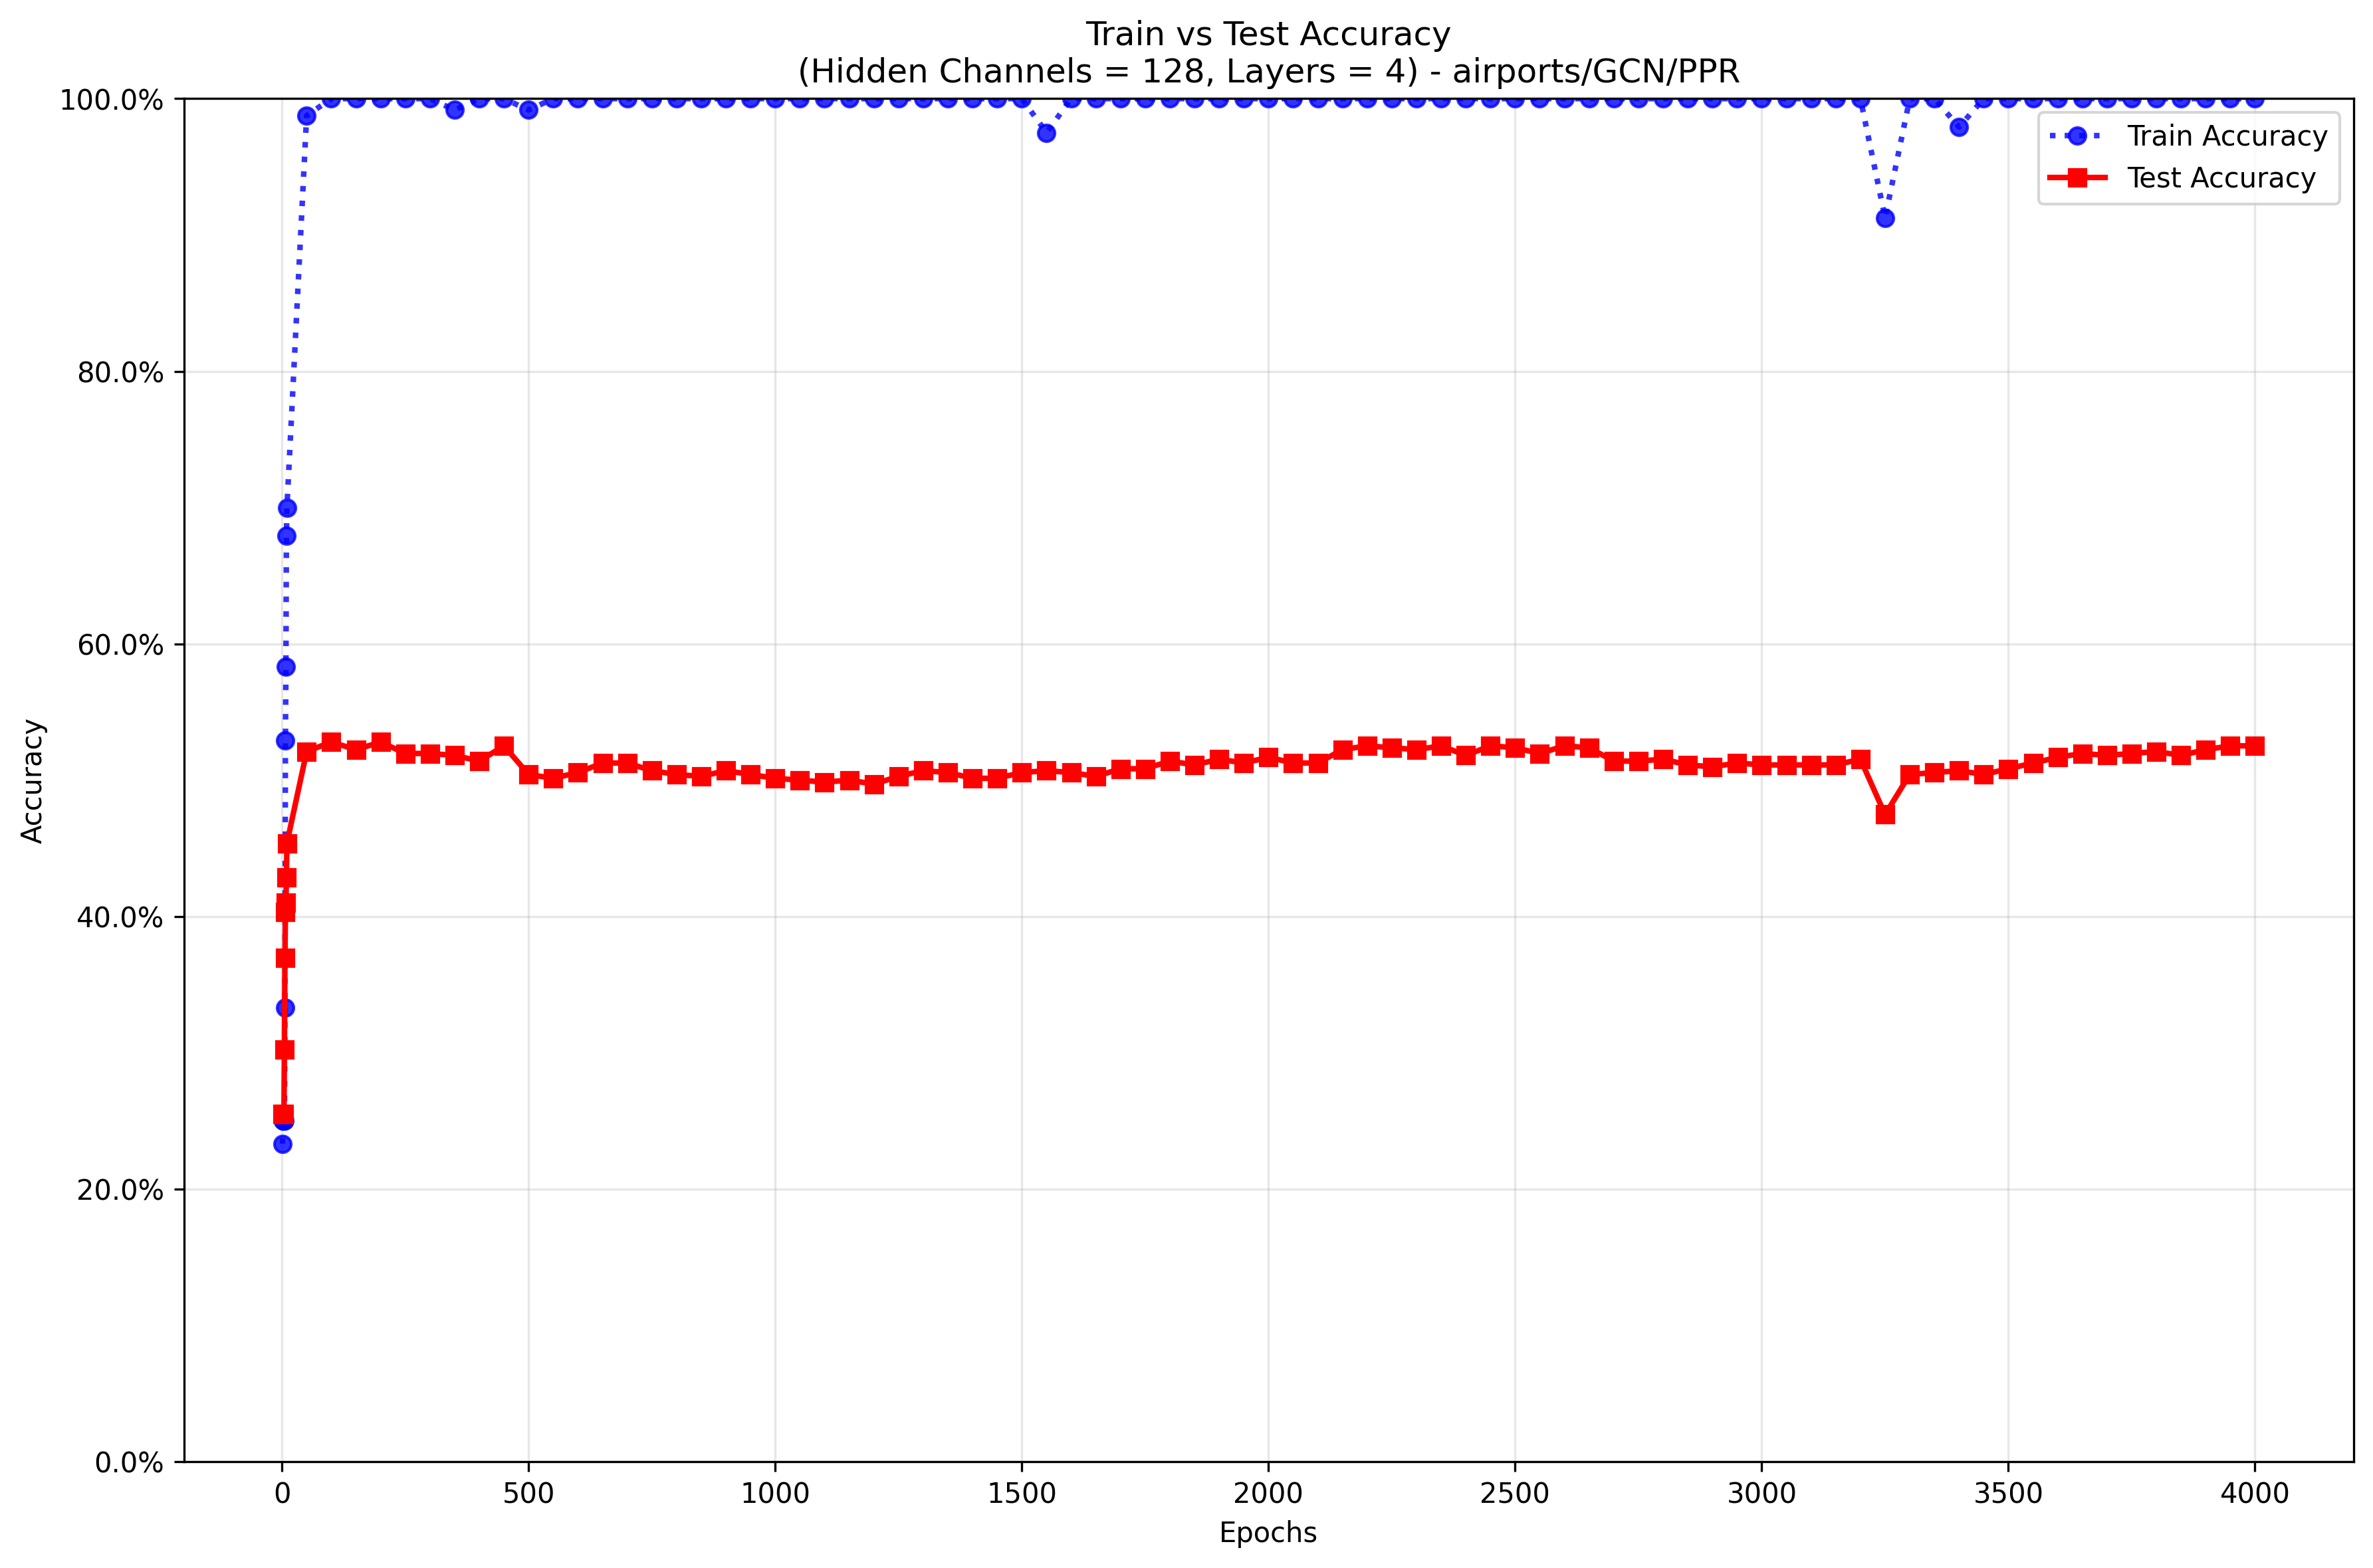 Train vs Test Accuracy
(Hidden Channels = 128, Layers = 4) - airports/GCN/PPR
100.0%
80.0%
60.0%
40.0%
20.0%
0.0%
Accuracy
Train Accuracy
Test Accuracy
0 500 1000 1500 2000 2500 3000 3500 4000
Epochs